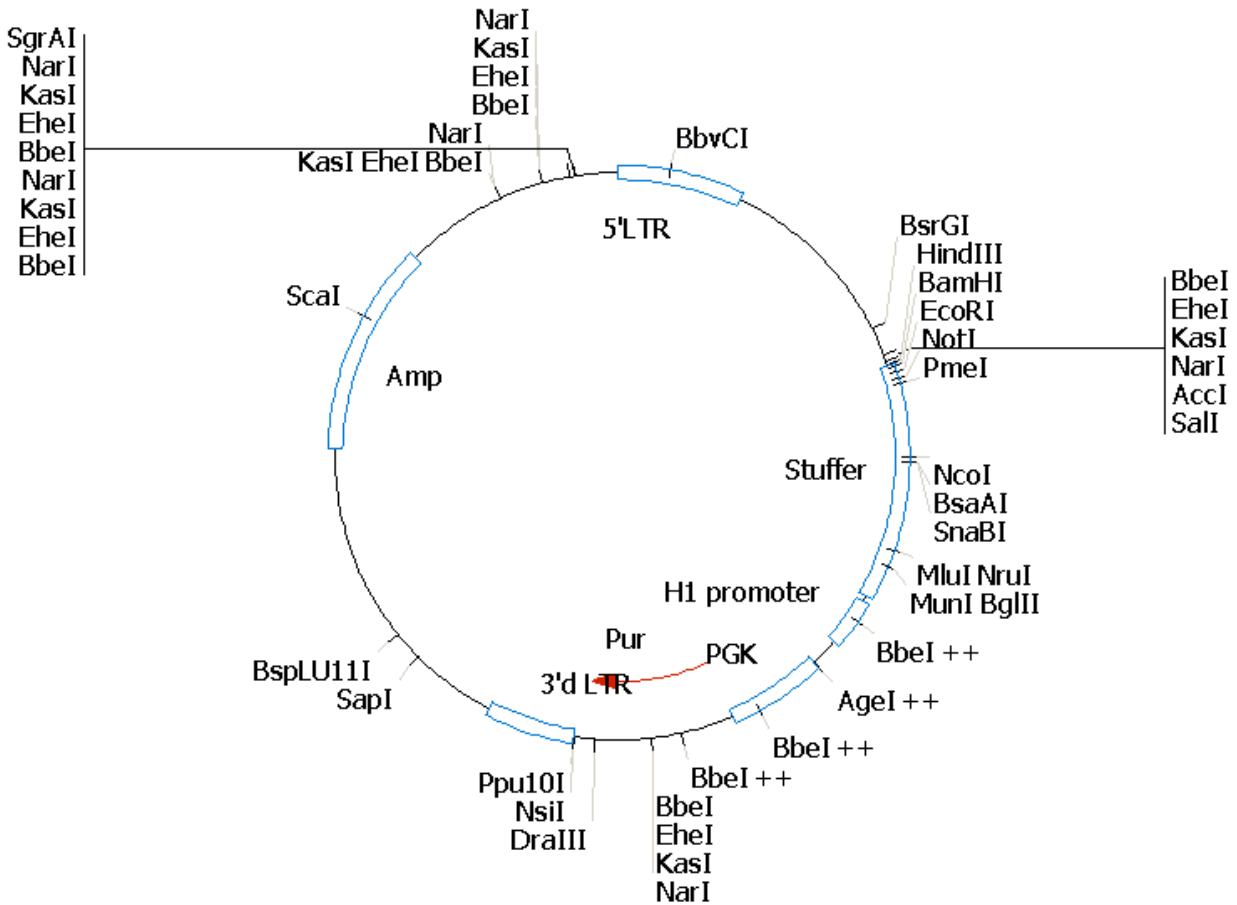 SgrAI
NarI
KasI
EheI
BbeI
NarI
KasI
EheI
BbeI
NarI
KasI
EheI
BbeI
NarI
KasI EheI BbeI
BbvCI
5'LTR
BsrGI
HindIII
BamHI
EcoRI
NotI
PmeI
BbeI
EheI
KasI
NarI
AccI
SalI
ScaI
Amp
Stuffer
NcoI
BsaAI
SnaBI
MluI NruI
MunI BglII
H1 promoter
BbeI ++
Pur
PGK
3'd LTR
AgeI ++
BspLU11I
SapI
BbeI ++
BbeI ++
Ppu10I
NsiI
DraIII
BbeI
EheI
KasI
NarI